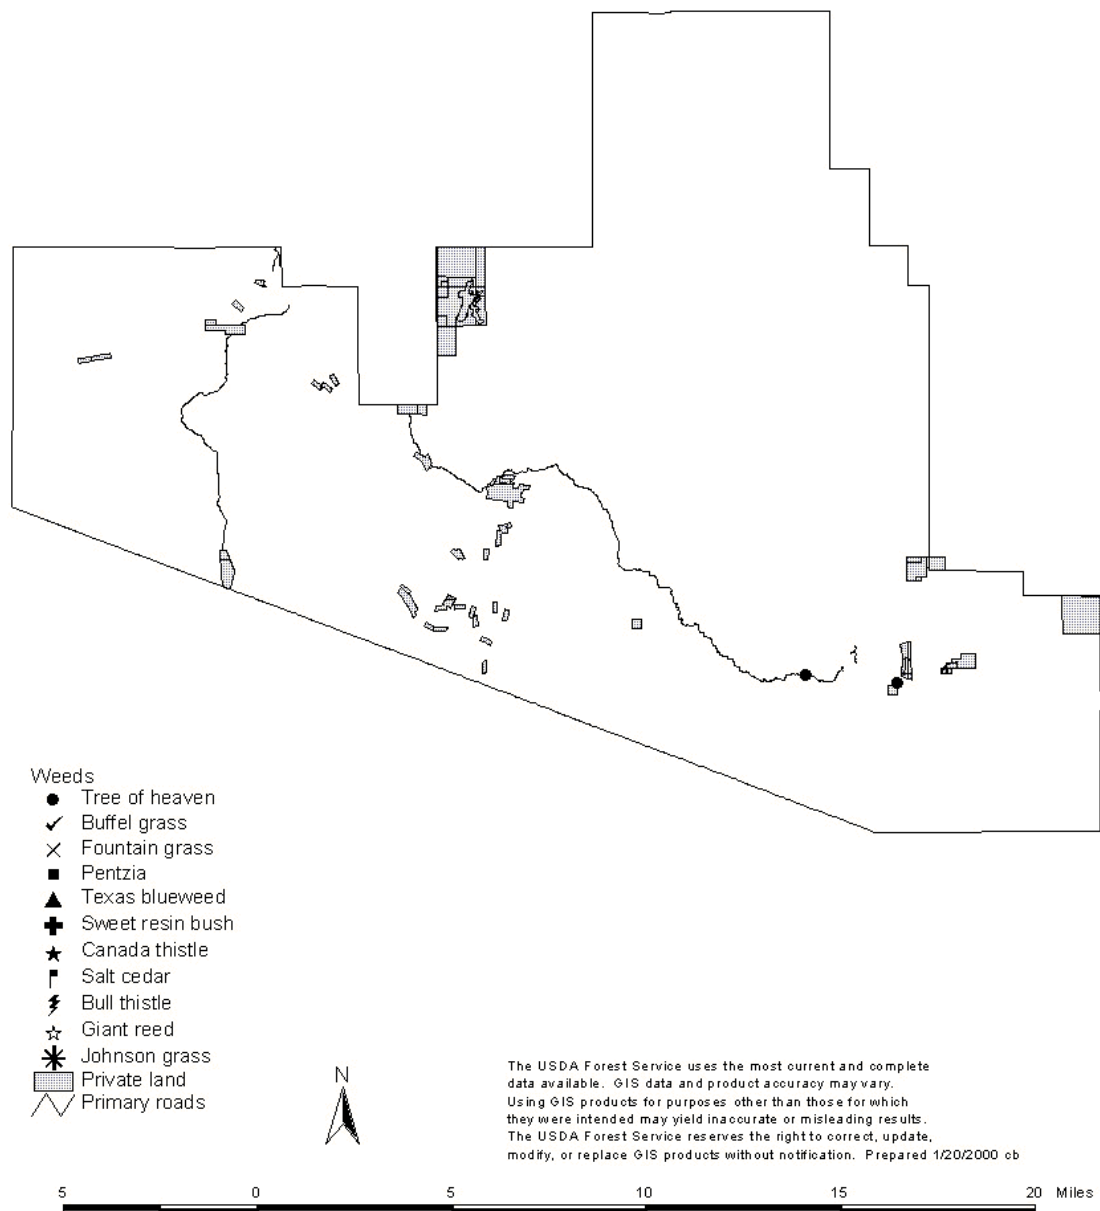 Weeds
Tree of heaven
Buffel grass
Fountain grass
Pentzia
Texas blueweed
Sweet resin bush
Canada thistle
Salt cedar
Bull thistle
Giant reed
Johnson grass
Private land
Primary roads
N
The USDA Forest Service uses the most current and complete
data available. GIS data and product accuracy may vary.
Using GIS products for purposes other than those for which
they were intended may yield inaccurate or misleading results.
The USDA Forest Service reserves the right to correct, update,
modify, or replace GIS products without notification. Prepared 1/20/2000 cb
5 0 5 10 15 20 Miles